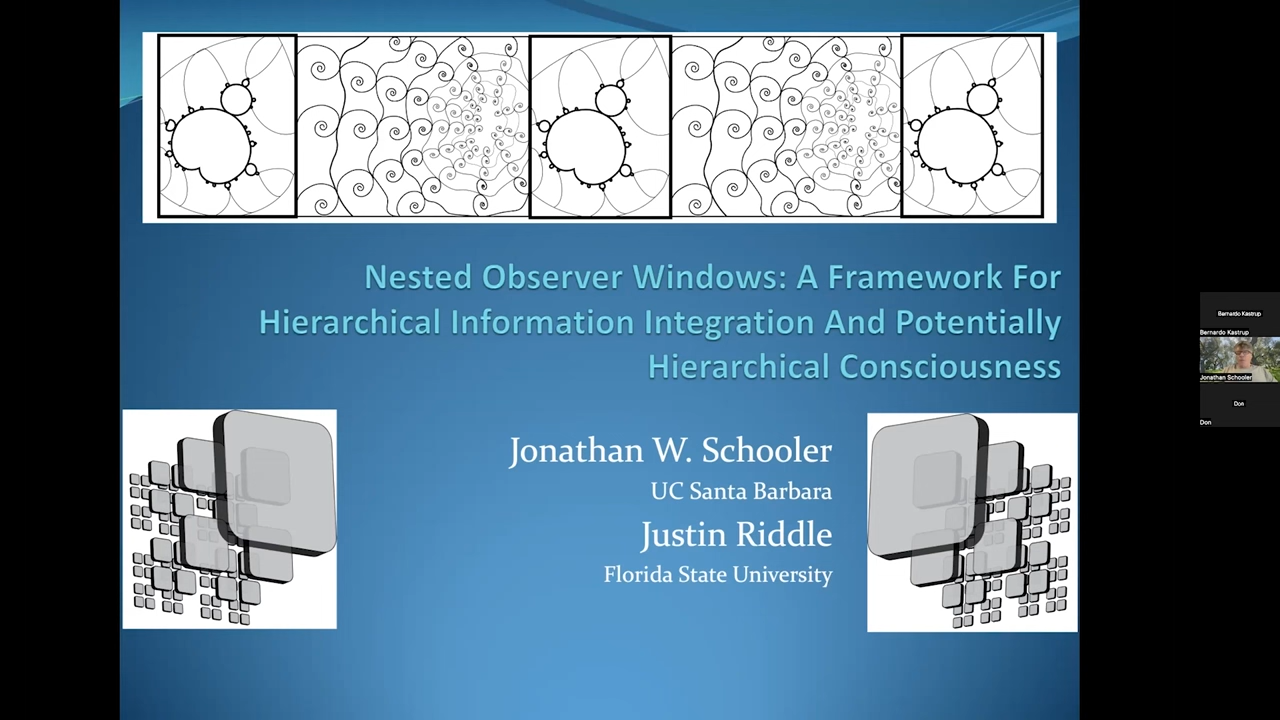 Nested Observer Windows: A Framework For
Hierarchical Information Integration And Potentially
Hierarchical Consciousness
Jonathan W. Schooler
UC Santa Barbara
Justin Riddle
Florida State University
Bernardo Kastrup
Bernardo Kastrup
Jonathan Schooler
Don
Don